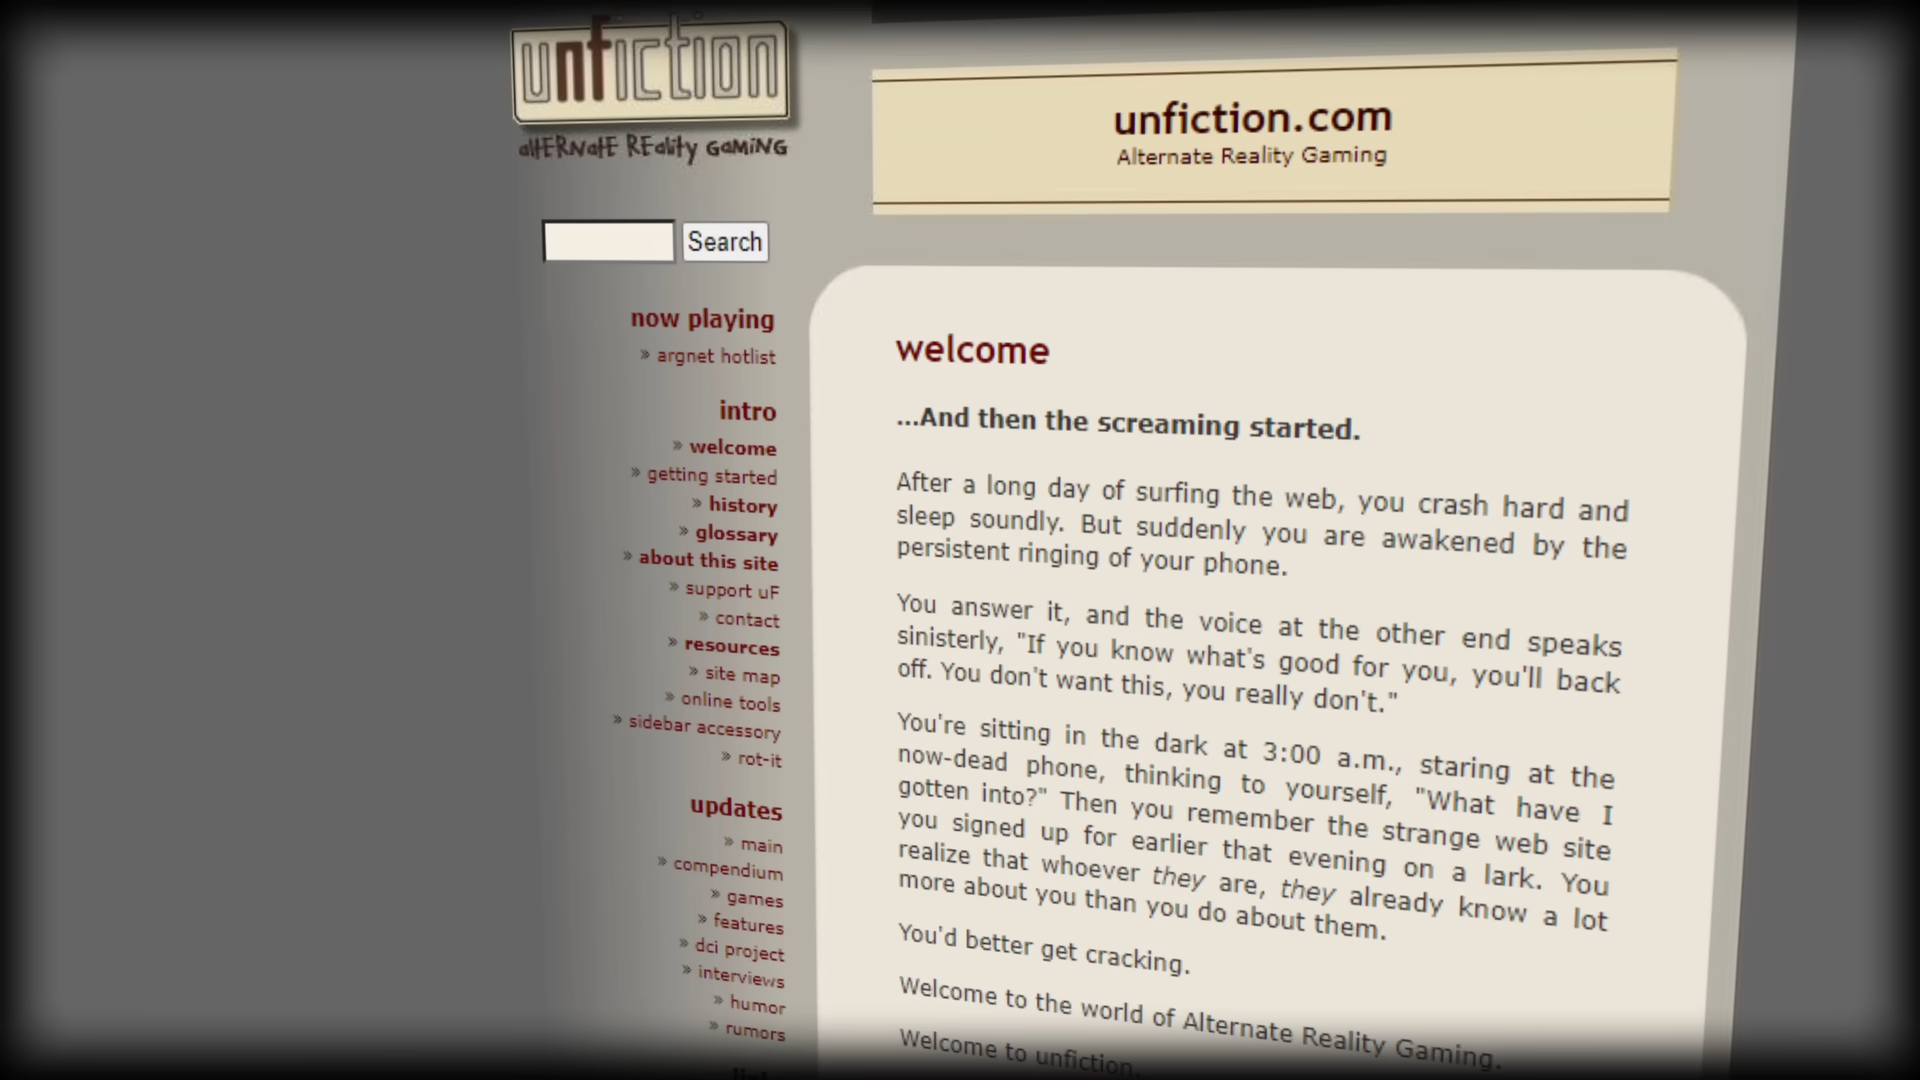 unfiction
altERNatE REality GaMiNG
Search
now playing
» argnet hotlist
intro
» welcome
» getting started
» history
» glossary
» about this site
» support uF
» contact
» resources
» site map
» online tools
» sidebar accessory
» rot-it
updates
» main
» compendium
» games
» features
» dci project
» interviews
» humor
» rumors
unfiction.com
Alternate Reality Gaming
welcome
...And then the screaming started.
After a long day of surfing the web, you crash hard and
sleep soundly. But suddenly you are awakened by the
persistent ringing of your phone.
You answer it, and the voice at the other end speaks
sinisterly, "If you know what's good for you, you'll back
off. You don't want this, you really don't."
You're sitting in the dark at 3:00 a.m., staring at the
now-dead phone, thinking to yourself, "What have I
gotten into?" Then you remember the strange web site
you signed up for earlier that evening on a lark. You
realize that whoever they are, they already know a lot
more about you than you do about them.
You'd better get cracking.
Welcome to the world of Alternate Reality Gaming.
Welcome to unfiction.